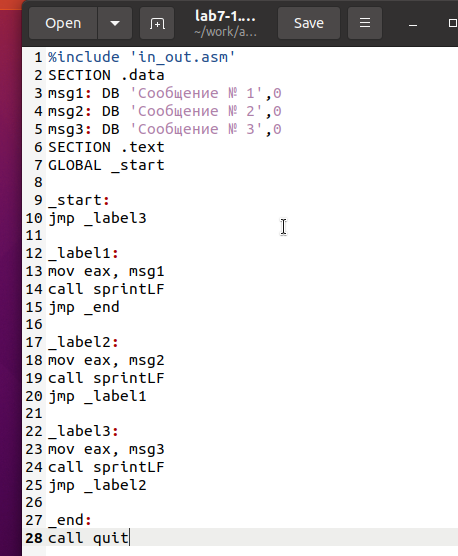 Open
lab7-1....
~/work/a...
Save
1 %include 'in_out.asm'
2 SECTION .data
3 msg1: DB 'Сообщение № 1',0
4 msg2: DB 'Сообщение № 2',0
5 msg3: DB 'Сообщение № 3',0
6 SECTION .text
7 GLOBAL _start
8
9 _start:
10 jmp _label3
11
12 _label1:
13 mov eax, msg1
14 call sprintLF
15 jmp _end
16
17 _label2:
18 mov eax, msg2
19 call sprintLF
20 jmp _label1
21
22 _label3:
23 mov eax, msg3
24 call sprintLF
25 jmp _label2
26
27 _end:
28 call quit